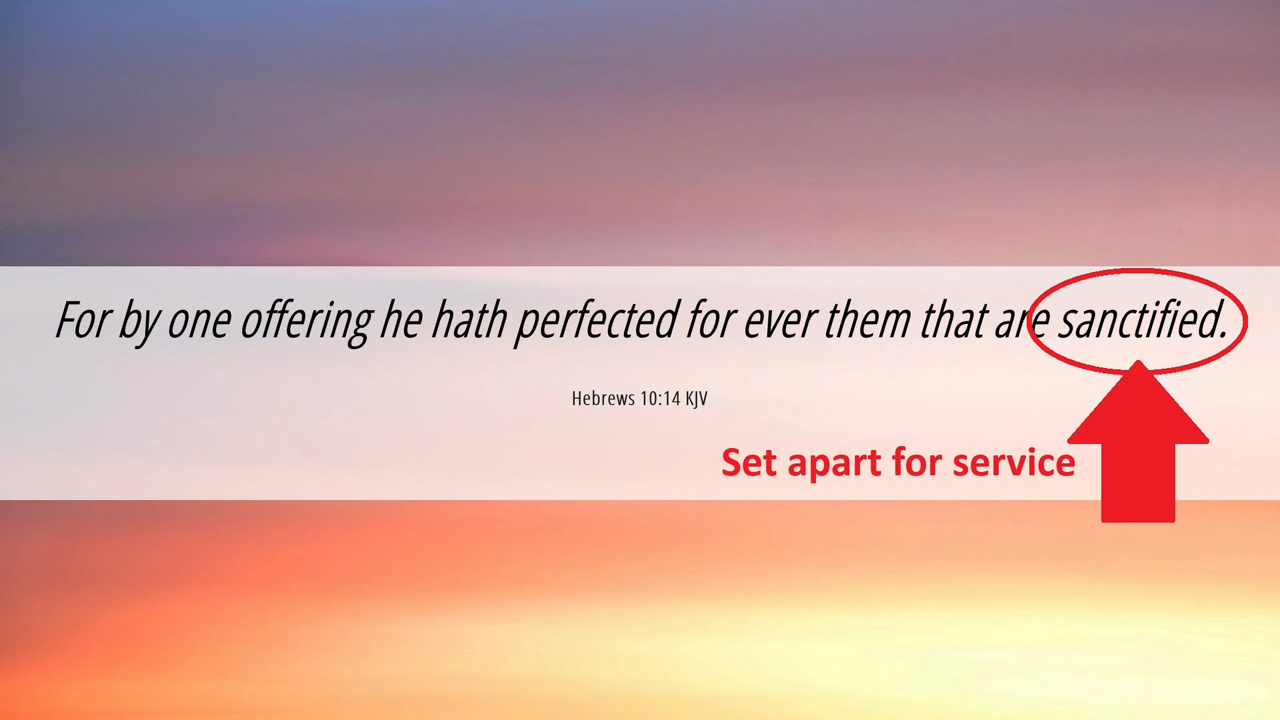 For by one offering he hath perfected for ever them that are sanctified.
Hebrews 10:14 KJV
Set apart for service